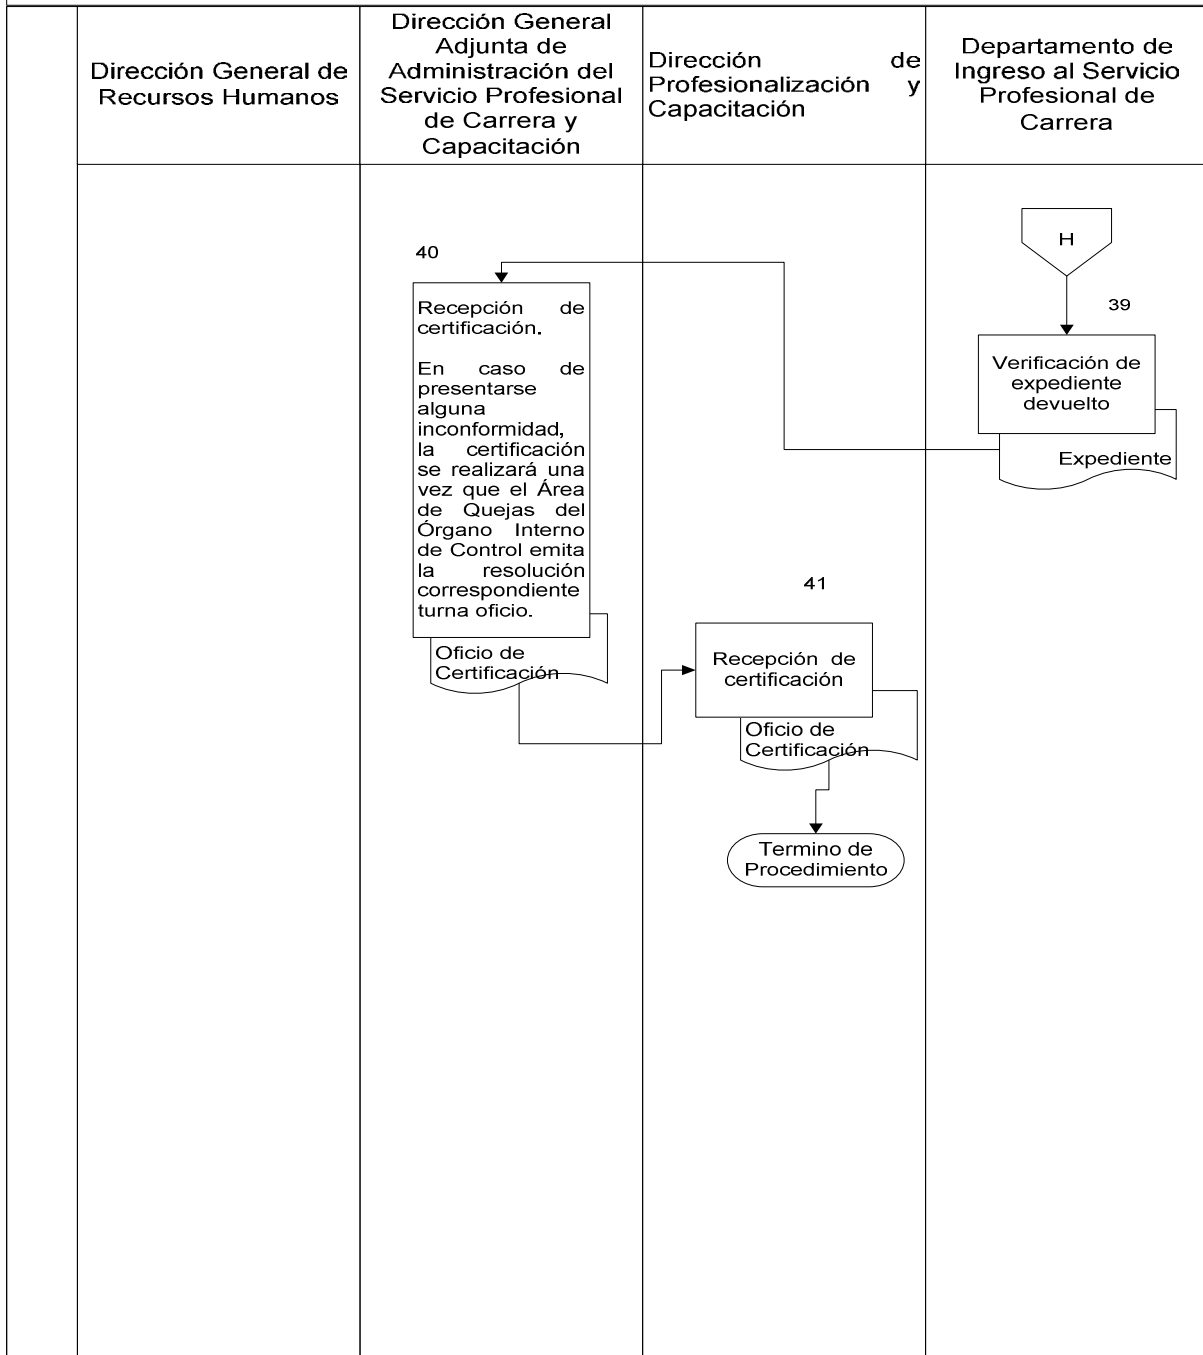 Dirección General de
Recursos Humanos
Dirección General
Adjunta de
Administración del
Servicio Profesional
de Carrera y
Capacitación
Dirección de
Profesionalización y
Capacitación
Departamento de
Ingreso al Servicio
Profesional de
Carrera
H
39
Verificación de
expediente
devuelto
Expediente
40
Recepción de
certificación.
En caso de
presentarse
alguna
inconformidad,
la certificación
se realizará una
vez que el Área
de Quejas del
Órgano Interno
de Control emita
la resolución
correspondiente
turna oficio.
Oficio de
Certificación
41
Recepción de
certificación
Oficio de
Certificación
Termino de
Procedimiento